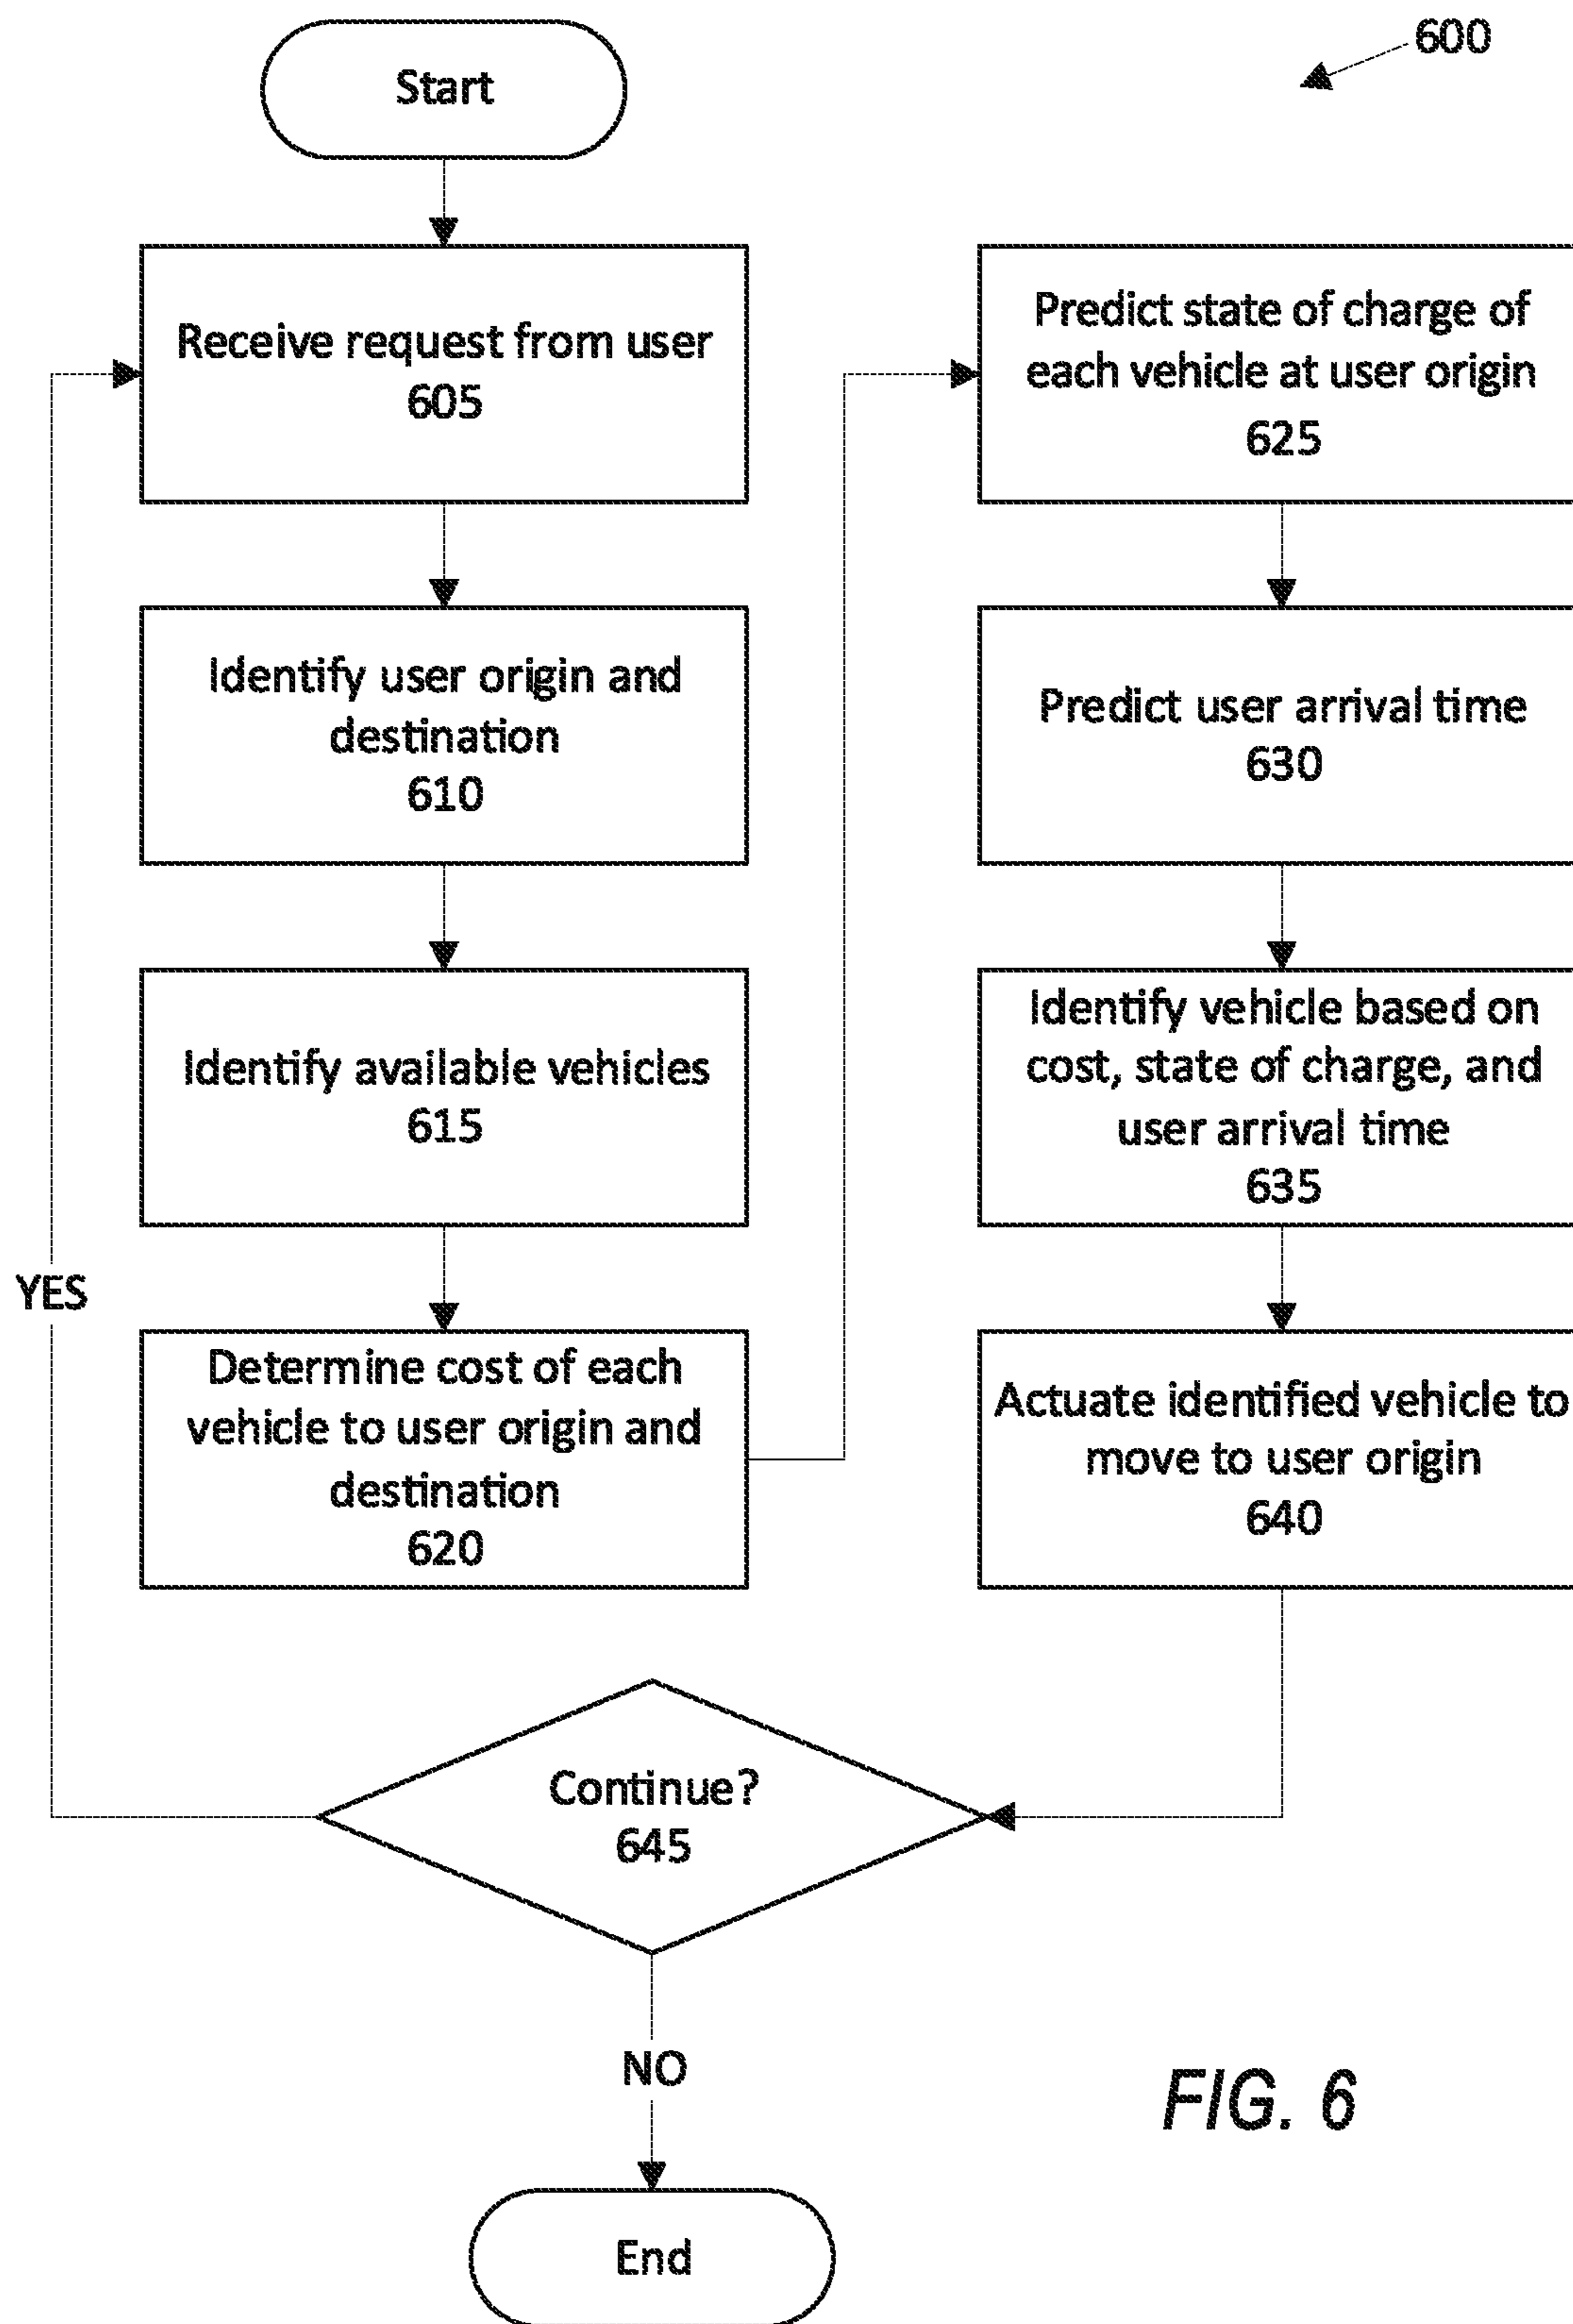 600
Start
Receive request from user
605
Identify user origin and
destination
610
Identify available vehicles
615
Determine cost of each
vehicle to user origin and
destination
620
Predict state of charge of
each vehicle at user origin
625
Predict user arrival time
630
Identify vehicle based on
cost, state of charge, and
user arrival time
635
Actuate identified vehicle to
move to user origin
640
YES
Continue?
645
NO
End
FIG. 6